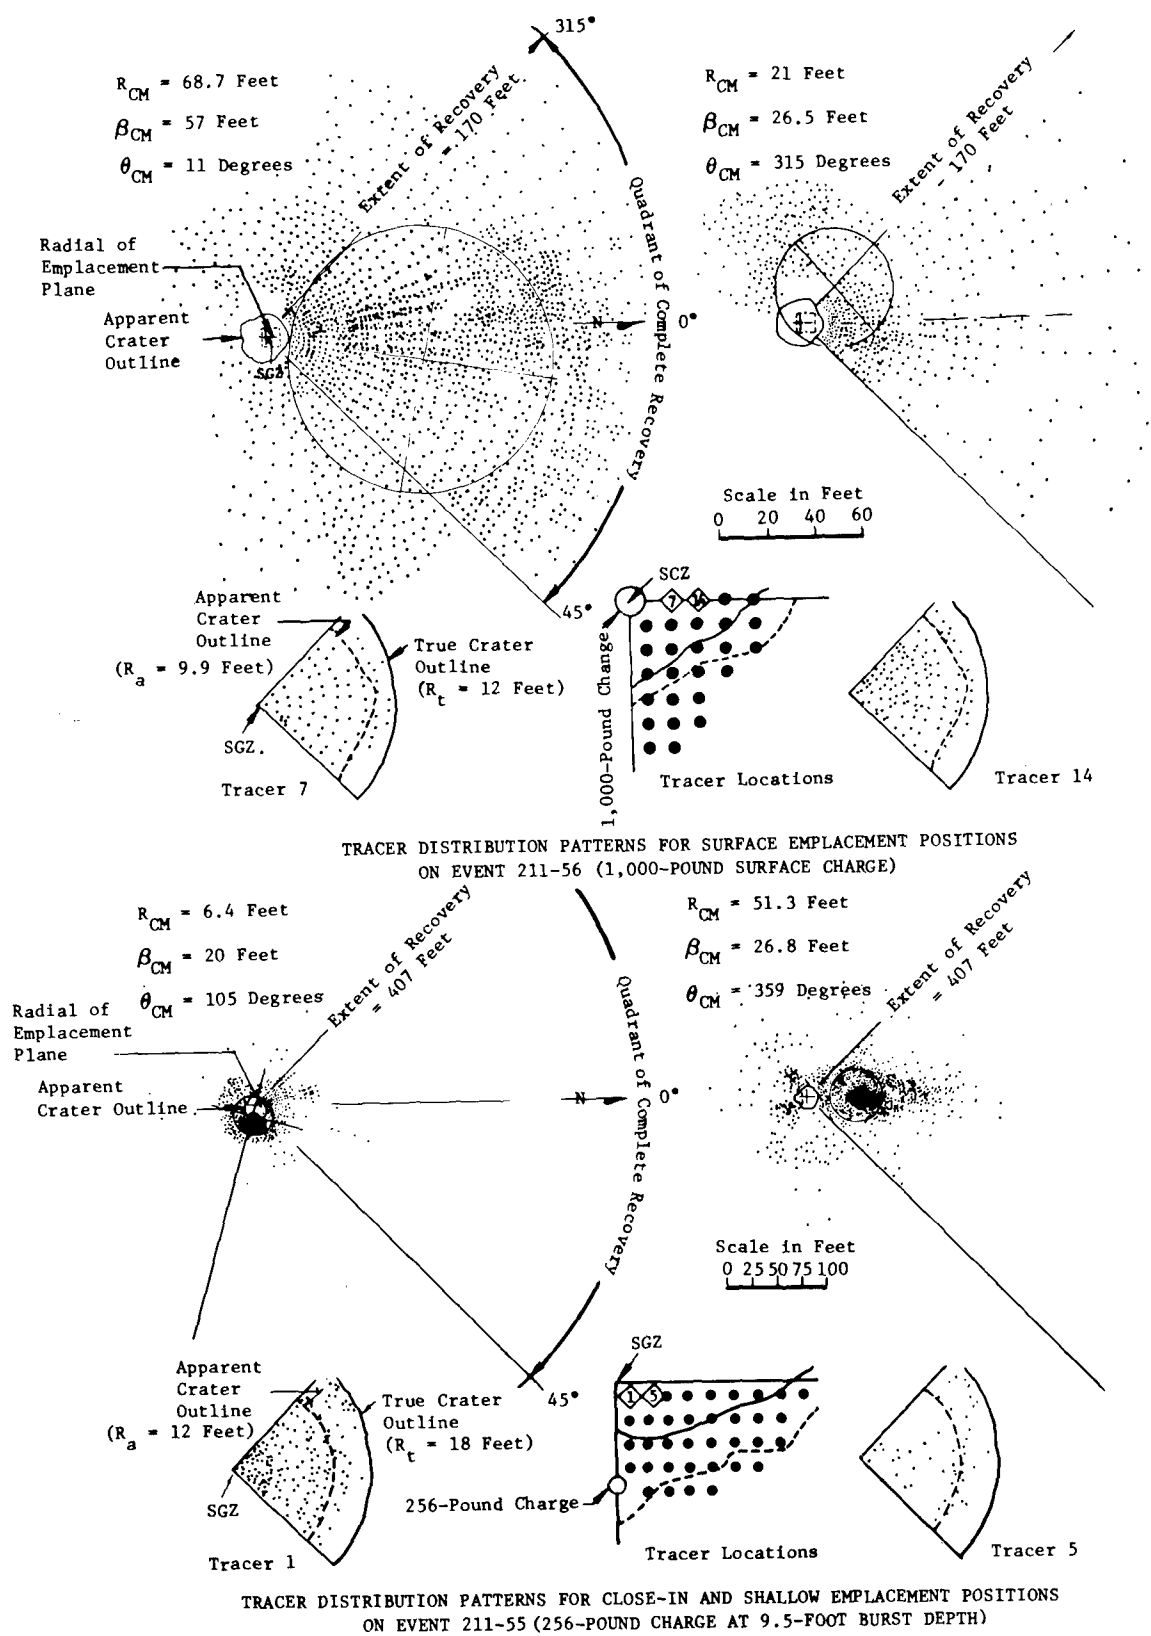 315°
R_CM = 68.7 Feet
β_CM = 57 Feet
θ_CM = 11 Degrees
Extent of Recovery
= 170 Feet
R_CM = 21 Feet
β_CM = 26.5 Feet
θ_CM = 315 Degrees
Extent of Recovery
- 170 Feet
Radial of
Emplacement
Plane
Apparent
Crater
Outline
SGZ
Quadrant of Complete Recovery
N
0°
Scale in Feet
0 20 40 60
45°
Apparent
Crater
Outline
(R_a = 9.9 Feet)
True Crater
Outline
(R_t = 12 Feet)
SGZ.
Tracer 7
SCZ
7 14
1,000-Pound Change
Tracer Locations
Tracer 14
TRACER DISTRIBUTION PATTERNS FOR SURFACE EMPLACEMENT POSITIONS
ON EVENT 211-56 (1,000-POUND SURFACE CHARGE)
R_CM = 6.4 Feet
β_CM = 20 Feet
θ_CM = 105 Degrees
Extent of Recovery
= 407 Feet
R_CM = 51.3 Feet
β_CM = 26.8 Feet
θ_CM = 359 Degrees
Extent of Recovery
= 407 Feet
Radial of
Emplacement
Plane
Apparent
Crater Outline
Quadrant of Complete Recovery
N
0°
Scale in Feet
0 25 50 75 100
45°
Apparent
Crater
Outline
(R_a = 12 Feet)
True Crater
Outline
(R_t = 18 Feet)
SGZ
Tracer 1
SGZ
1 5
256-Pound Charge
Tracer Locations
Tracer 5
TRACER DISTRIBUTION PATTERNS FOR CLOSE-IN AND SHALLOW EMPLACEMENT POSITIONS
ON EVENT 211-55 (256-POUND CHARGE AT 9.5-FOOT BURST DEPTH)